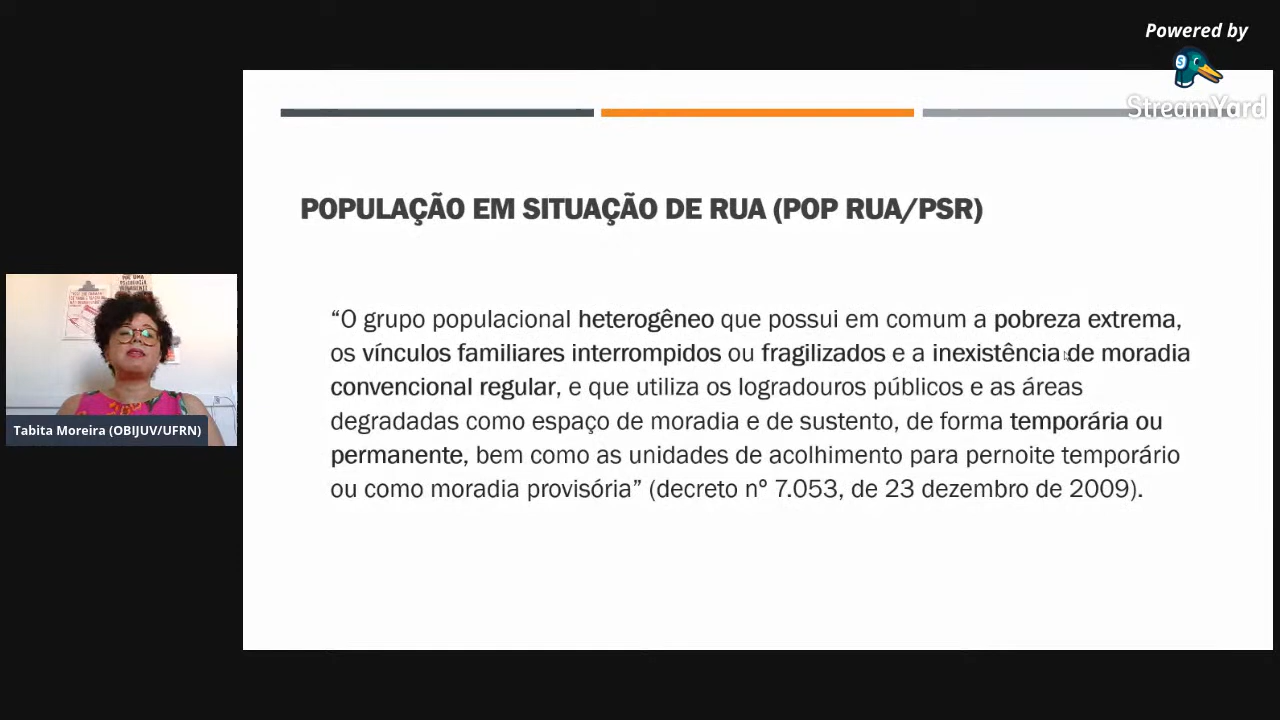 Powered by
StreamYard
POPULAÇÃO EM SITUAÇÃO DE RUA (POP RUA/PSR)
“O grupo populacional heterogêneo que possui em comum a pobreza extrema,
os vínculos familiares interrompidos ou fragilizados e a inexistência de moradia
convencional regular, e que utiliza os logradouros públicos e as áreas
degradadas como espaço de moradia e de sustento, de forma temporária ou
permanente, bem como as unidades de acolhimento para pernoite temporário
ou como moradia provisória” (decreto nº 7.053, de 23 dezembro de 2009).
POR UMA
Tabita Moreira (OBIJUV/UFRN)